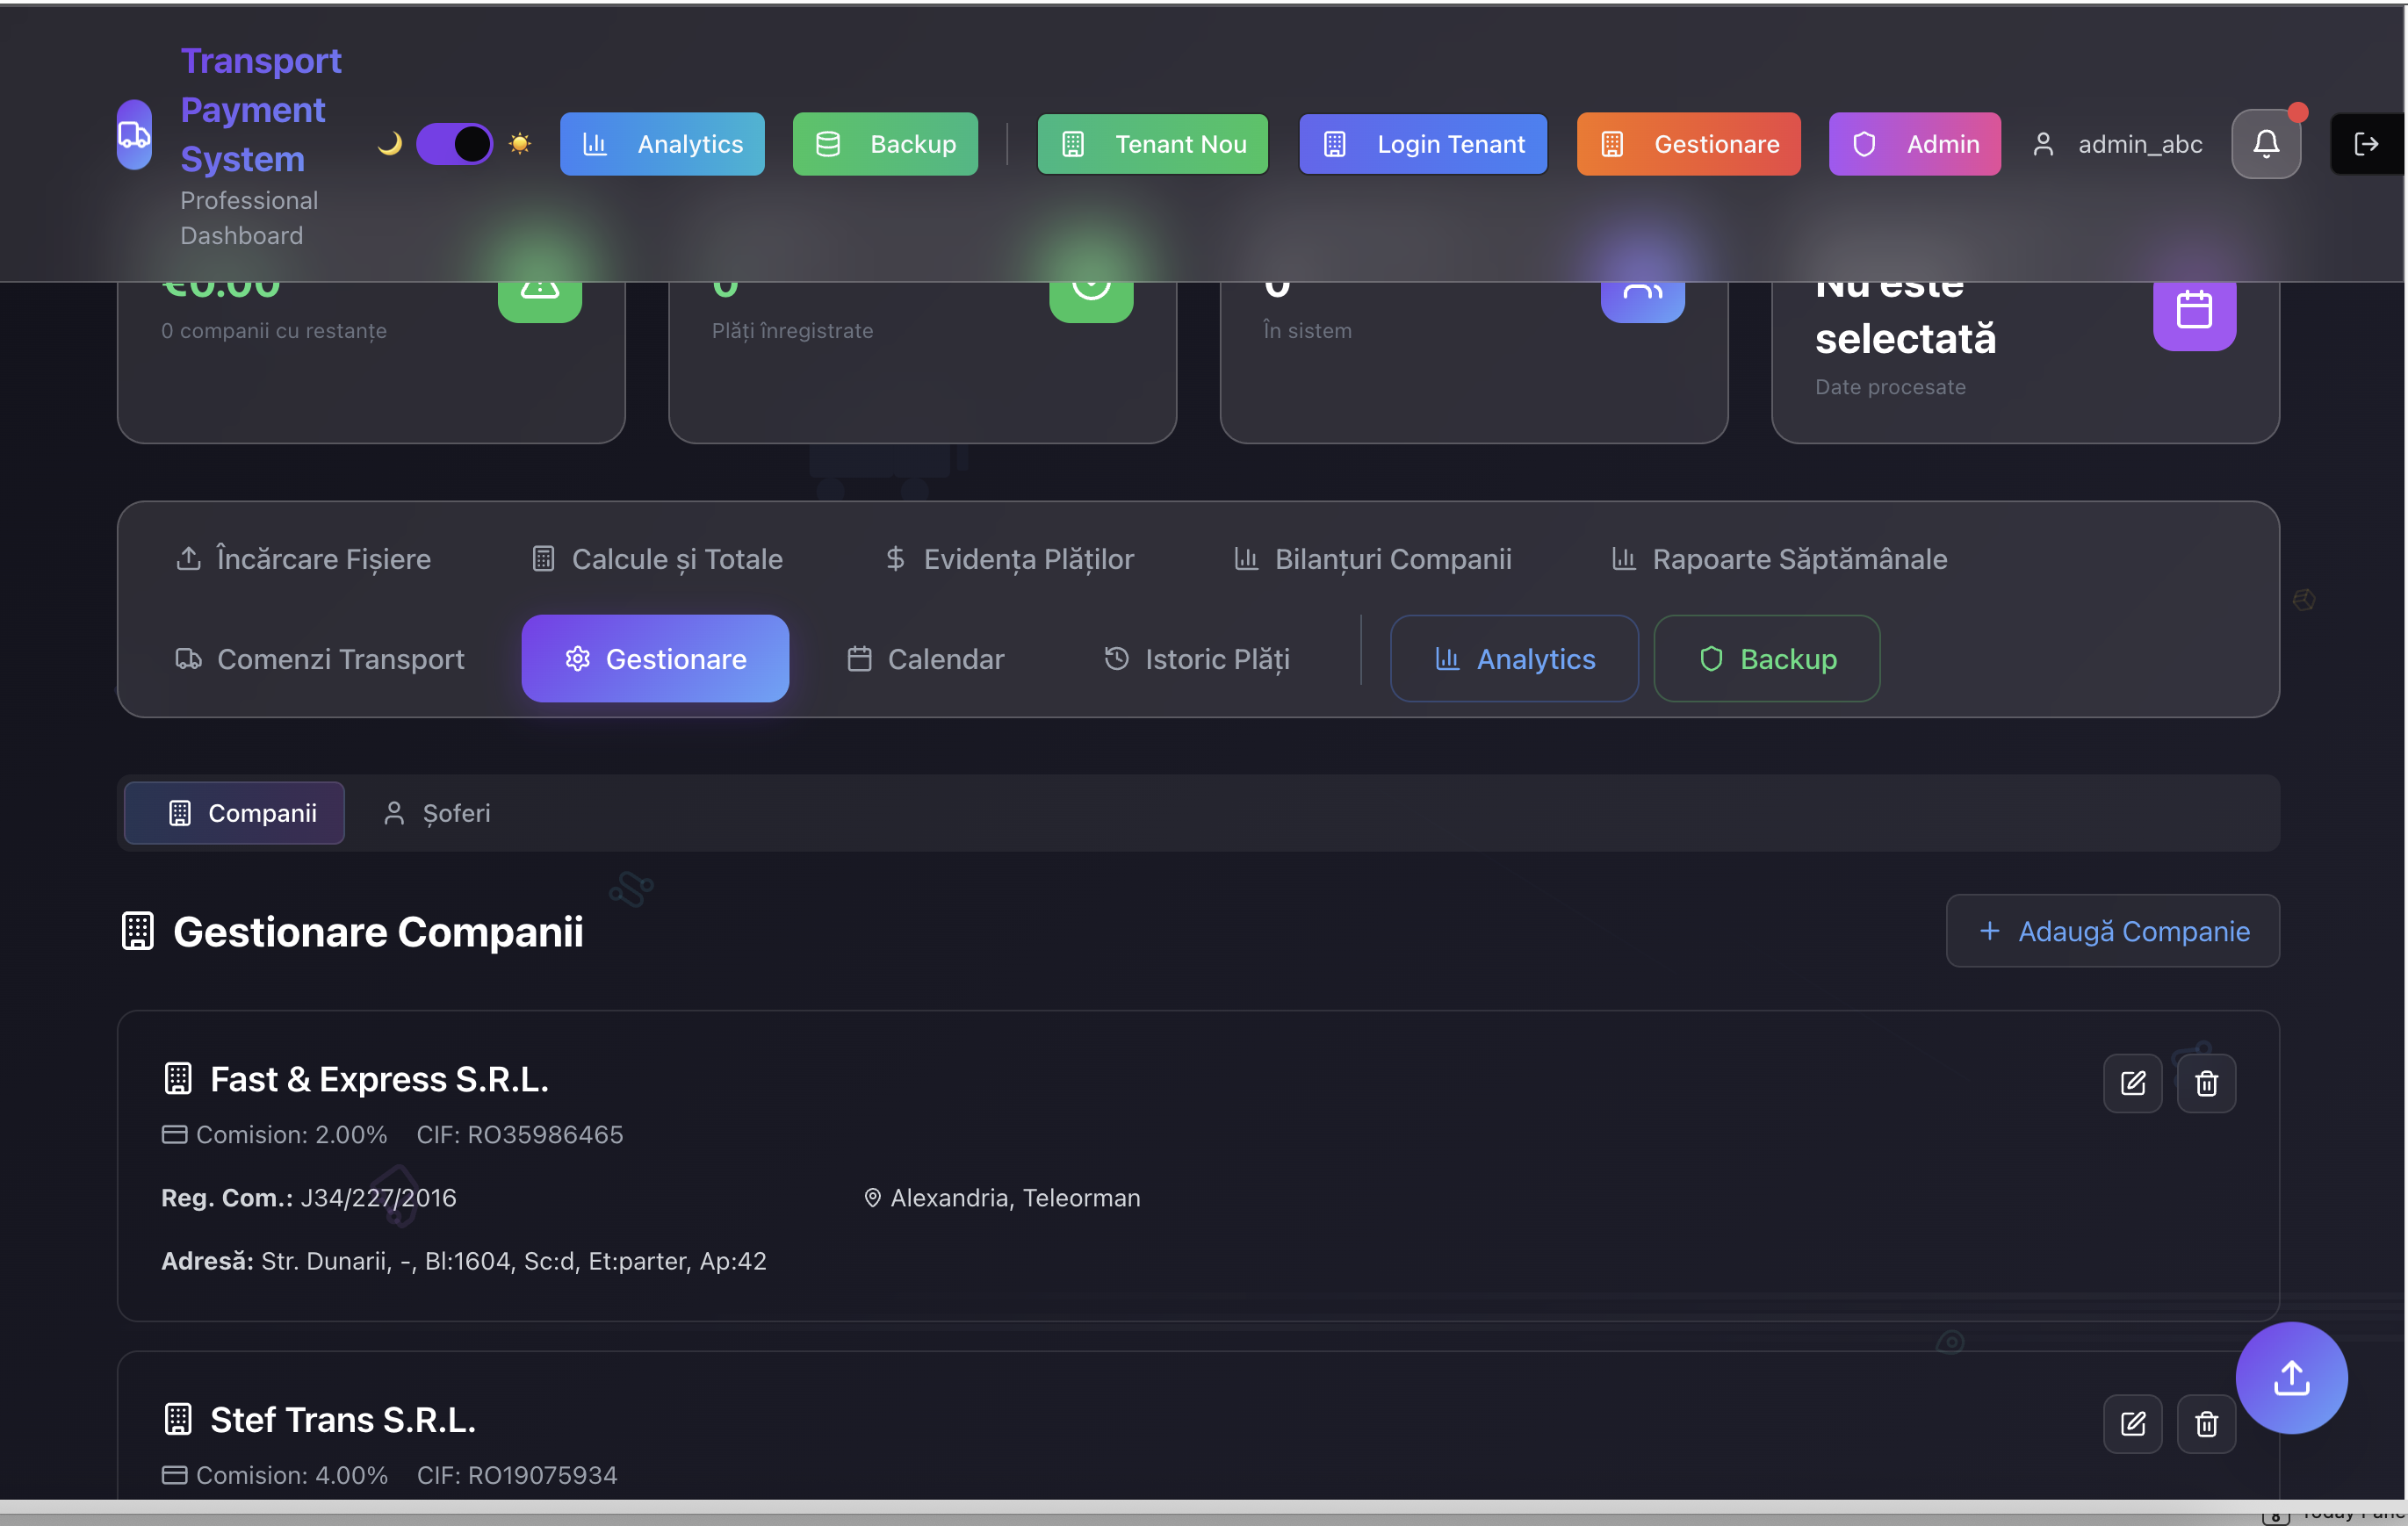 Transport
Payment
System
Professional
Dashboard
Analytics
Backup
Tenant Nou
Login Tenant
Gestionare
Admin
admin_abc
€0.00
0 companii cu restanțe
0
Plăți înregistrate
0
În sistem
Nu este
selectată
Date procesate
Încărcare Fișiere
Calcule și Totale
Evidența Plăților
Bilanțuri Companii
Rapoarte Săptămânale
Comenzi Transport
Gestionare
Calendar
Istoric Plăți
Analytics
Backup
Companii
Șoferi
Gestionare Companii
+ Adaugă Companie
Fast & Express S.R.L.
Comision: 2.00% CIF: RO35986465
Reg. Com.: J34/227/2016
Alexandria, Teleorman
Adresă: Str. Dunarii, -, Bl:1604, Sc:d, Et:parter, Ap:42
Stef Trans S.R.L.
Comision: 4.00% CIF: RO19075934